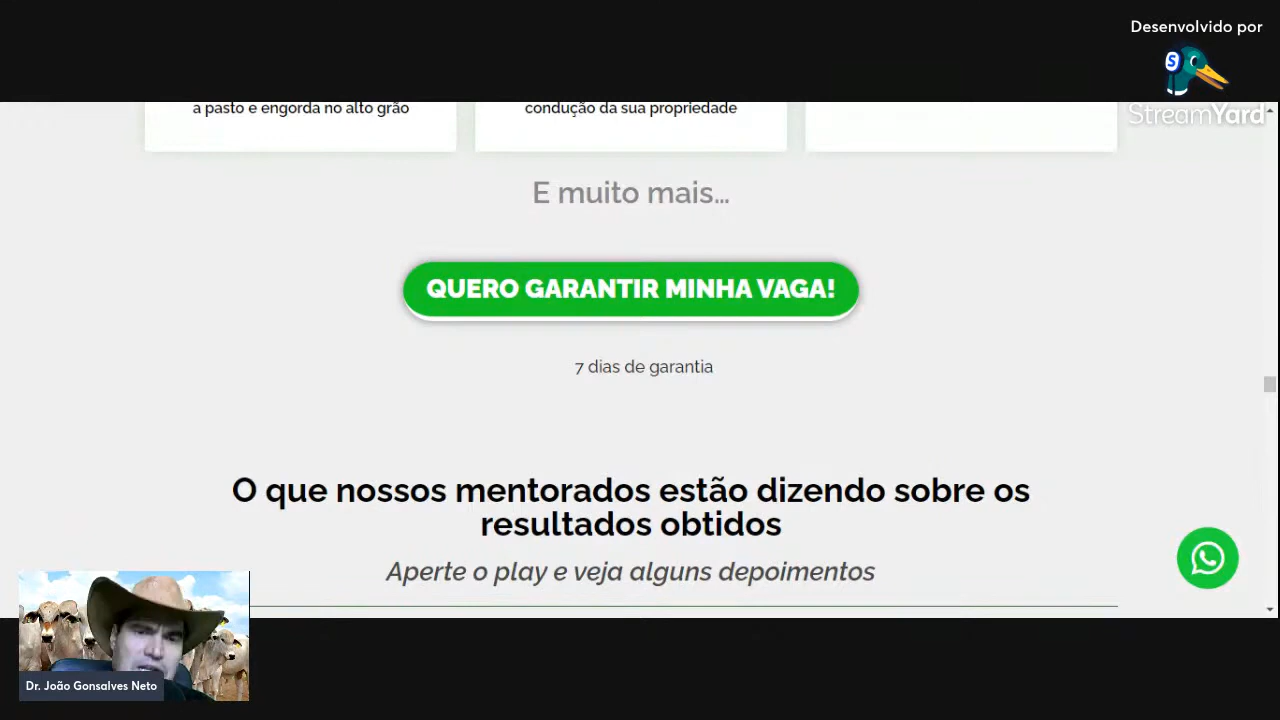 Desenvolvido por
S
StreamYard
a pasto e engorda no alto grão
condução da sua propriedade
E muito mais...
QUERO GARANTIR MINHA VAGA!
7 dias de garantia
O que nossos mentorados estão dizendo sobre os
resultados obtidos
Aperte o play e veja alguns depoimentos
Dr. João Gonsalves Neto